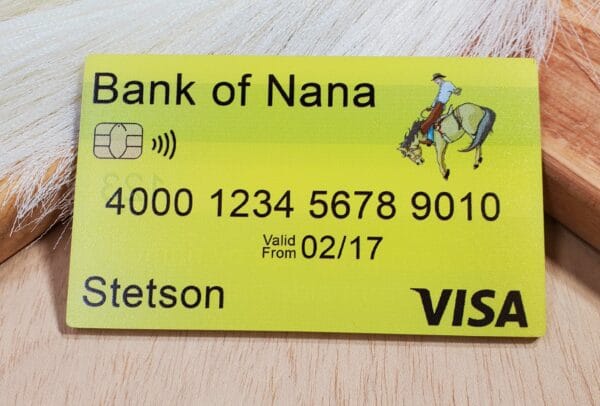 Bank of Nana
4000 1234 5678 9010
Valid From 02/17
Stetson
VISA